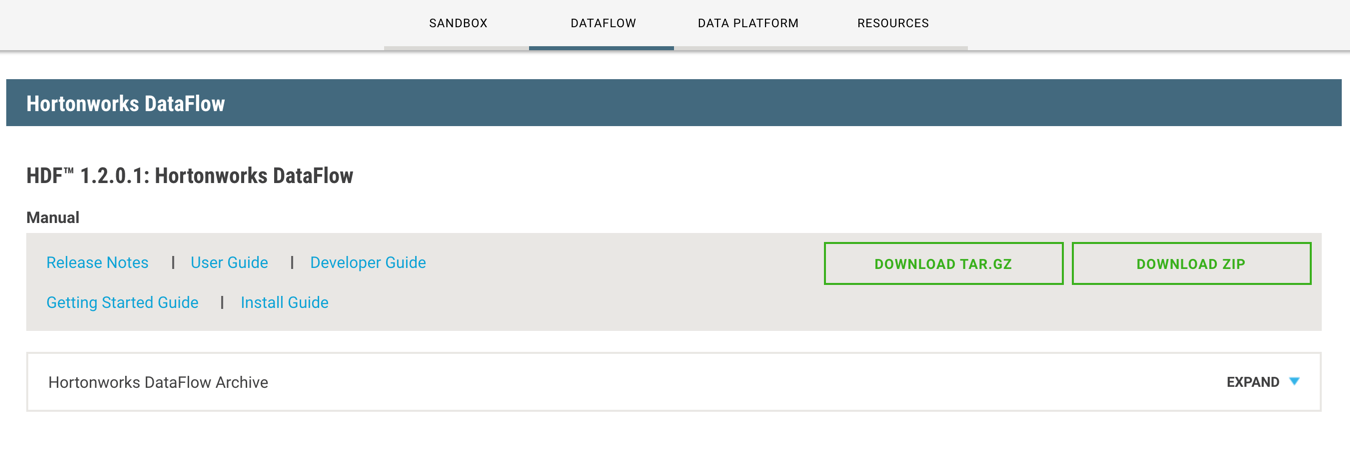 SANDBOX DATAFLOW DATA PLATFORM RESOURCES
Hortonworks DataFlow
HDF™ 1.2.0.1: Hortonworks DataFlow
Manual
Release Notes | User Guide | Developer Guide DOWNLOAD TAR.GZ DOWNLOAD ZIP
Getting Started Guide | Install Guide
Hortonworks DataFlow Archive EXPAND